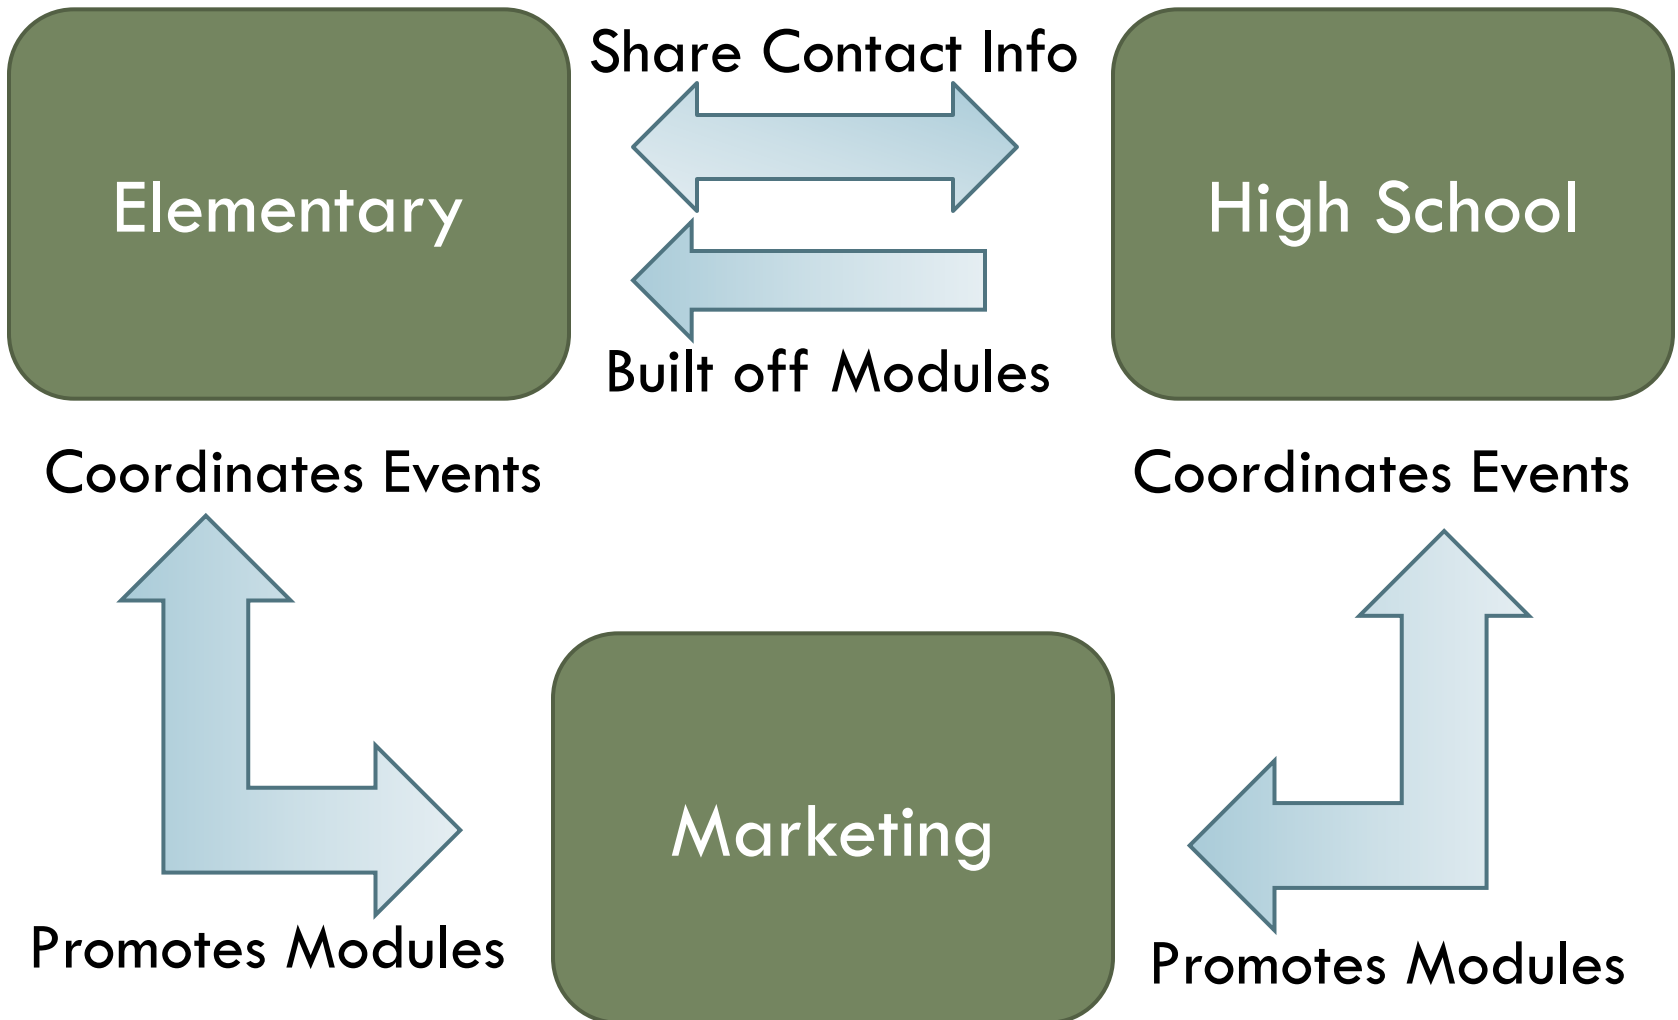 Share Contact Info
Elementary
High School
Built off Modules
Coordinates Events
Coordinates Events
Marketing
Promotes Modules
Promotes Modules